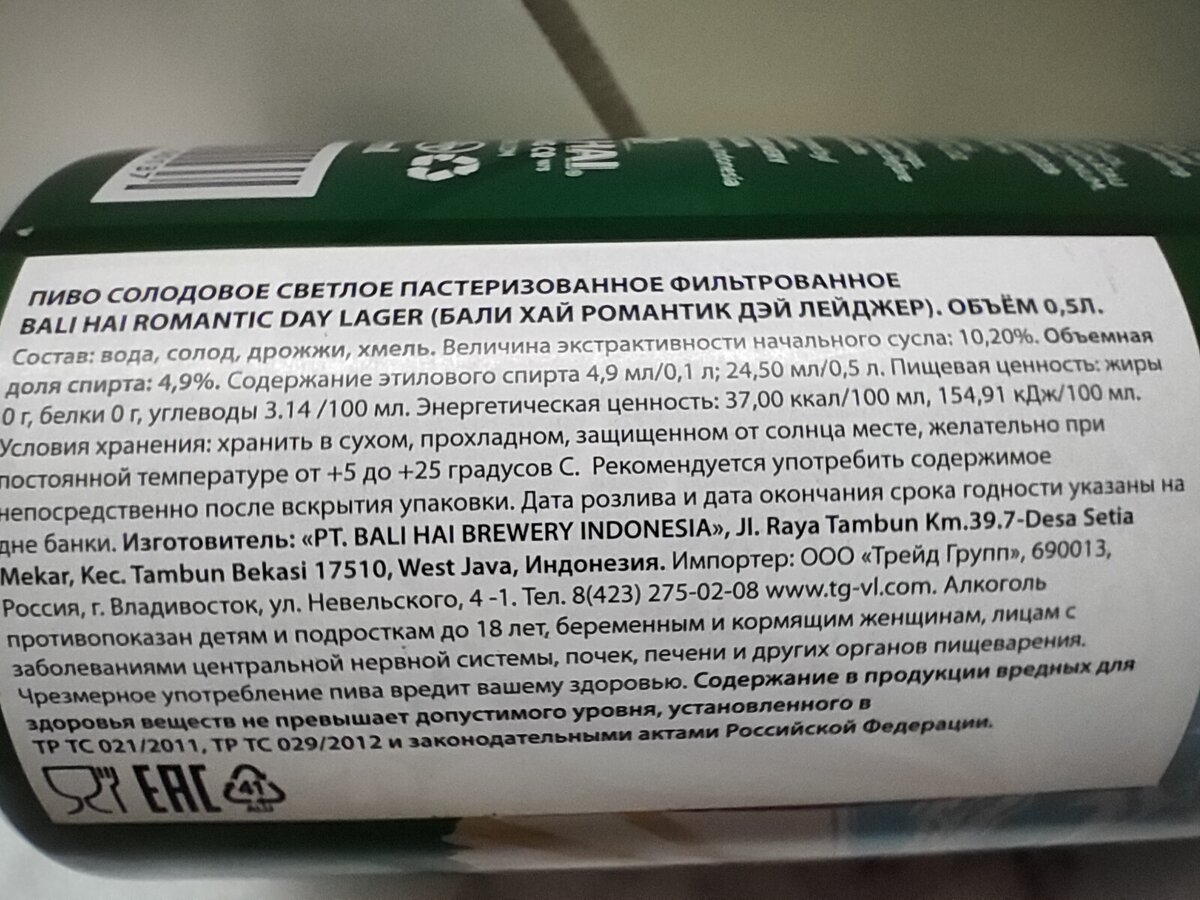 HAI
ПИВО СОЛОДОВОЕ СВЕТЛОЕ ПАСТЕРИЗОВАННОЕ ФИЛЬТРОВАННОЕ
BALI HAI ROMANTIC DAY LAGER (БАЛИ ХАЙ РОМАНТИК ДЭЙ ЛЕЙДЖЕР). ОБЪЁМ 0,5Л.
Состав: вода, солод, дрожжи, хмель. Величина экстрактивности начального сусла: 10,20%. Объемная
доля спирта: 4,9%. Содержание этилового спирта 4,9 мл/0,1 л; 24,50 мл/0,5 л. Пищевая ценность: жиры
0 г, белки 0 г, углеводы 3.14 /100 мл. Энергетическая ценность: 37,00 ккал/100 мл, 154,91 кДж/100 мл.
Условия хранения: хранить в сухом, прохладном, защищенном от солнца месте, желательно при
постоянной температуре от +5 до +25 градусов С. Рекомендуется употребить содержимое
непосредственно после вскрытия упаковки. Дата розлива и дата окончания срока годности указаны на
дне банки. Изготовитель: «PT. BALI HAI BREWERY INDONESIA», Jl. Raya Tambun Km.39.7-Desa Setia
Mekar, Kec. Tambun Bekasi 17510, West Java, Индонезия. Импортер: ООО «Трейд Групп», 690013,
Россия, г. Владивосток, ул. Невельского, 4 -1. Тел. 8(423) 275-02-08 www.tg-vl.com. Алкоголь
противопоказан детям и подросткам до 18 лет, беременным и кормящим женщинам, лицам с
заболеваниями центральной нервной системы, почек, печени и других органов пищеварения.
Чрезмерное употребление пива вредит вашему здоровью. Содержание в продукции вредных для
здоровья веществ не превышает допустимого уровня, установленного в
ТР ТС 021/2011, ТР ТС 029/2012 и законодательными актами Российской Федерации.
EAC 41
ALU